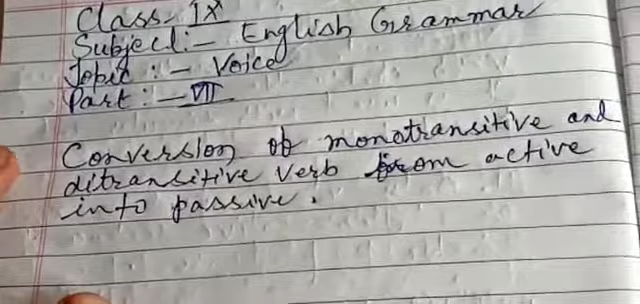 Class- IX
Subject:- English Grammar
Topic :- Voice
Part :- VII
Conversion of monotransitive and
ditransitive verb from active
into passive.